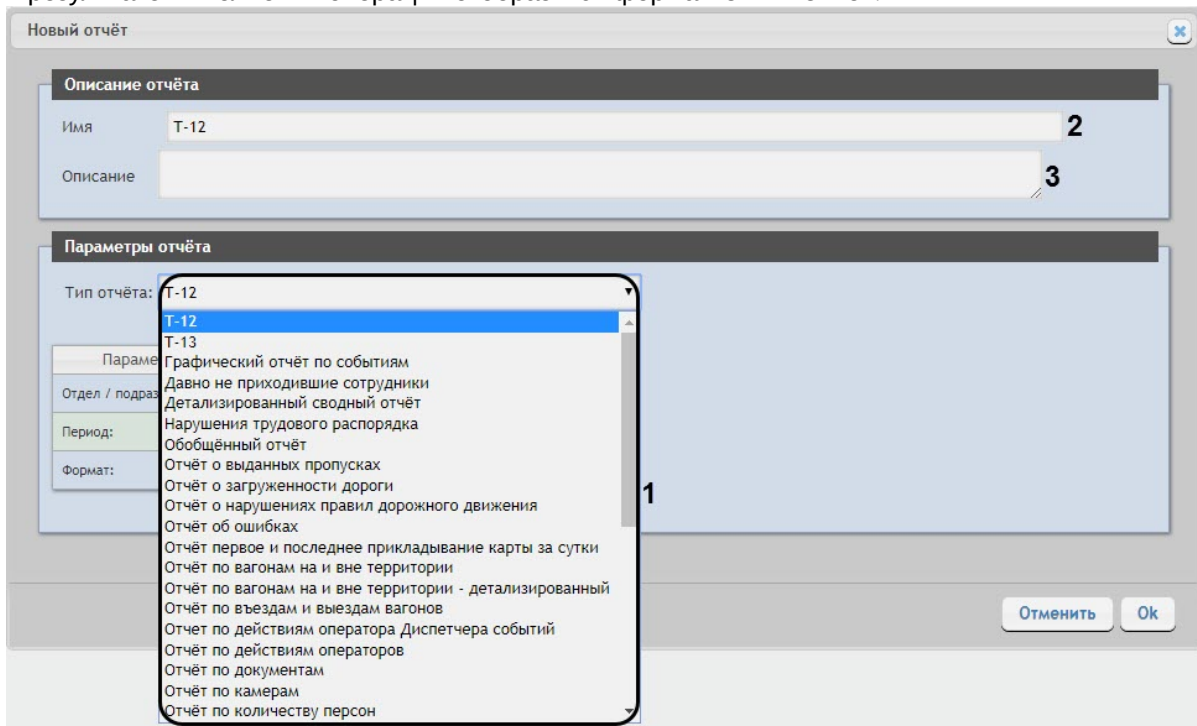 Новый отчёт
Описание отчёта
Имя
T-12
2
Описание
3
Параметры отчёта
Тип отчёта:
T-12
T-12
T-13
Графический отчёт по событиям
Давно не приходившие сотрудники
Детализированный сводный отчёт
Нарушения трудового распорядка
Обобщённый отчёт
Отчёт о выданных пропусках
Отчёт о загруженности дороги
Отчёт о нарушениях правил дорожного движения
Отчёт об ошибках
Отчёт первое и последнее прикладывание карты за сутки
Отчёт по вагонам на и вне территории
Отчёт по вагонам на и вне территории - детализированный
Отчёт по въездам и выездам вагонов
Отчет по действиям оператора Диспетчера событий
Отчёт по действиям операторов
Отчёт по документам
Отчёт по камерам
Отчёт по количеству персон
1
Параме
Отдел / подраз
Период:
Формат:
Отменить
Ok